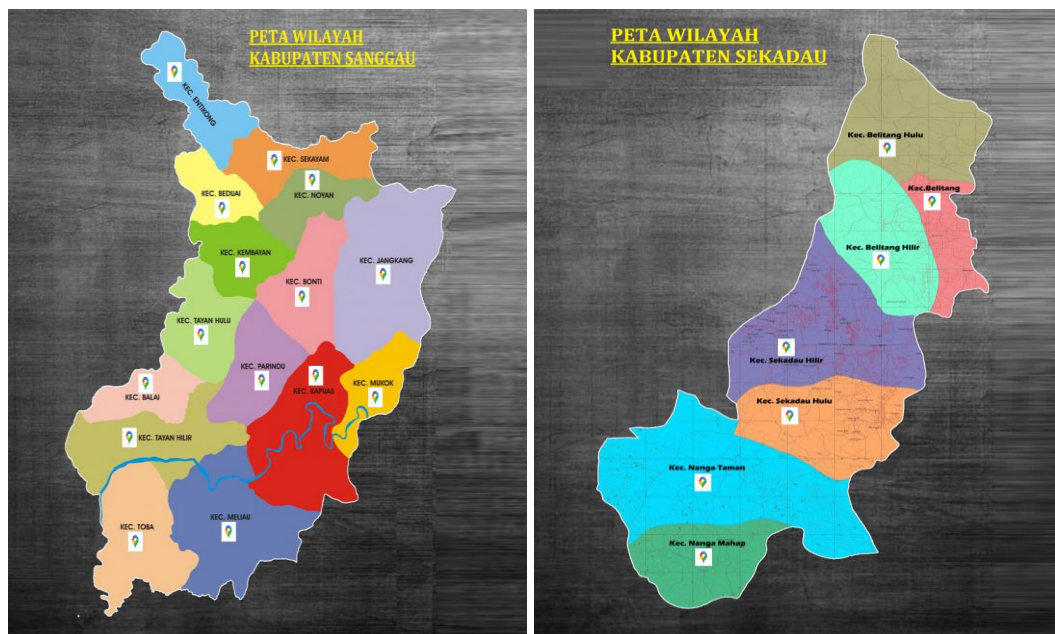 PETA WILAYAH
KABUPATEN SANGGAU
KEC. ENTIKONG
KEC. SEKAYAM
KEC. BEDUAI
KEC. NOYAN
KEC. KEMBAYAN
KEC. JANGKANG
KEC. BONTI
KEC. TAYAN HULU
KEC. PARINDU
KEC. KAPUAS
KEC. MUKOK
KEC. BALAI
KEC. TAYAN HILIR
KEC. TOBA
KEC. MELIAU
PETA WILAYAH
KABUPATEN SEKADAU
Kec. Belitang Hulu
Kec.Belitang
Kec. Belitang Hilir
Kec. Sekadau Hilir
Kec. Sekadau Hulu
Kec. Nanga Taman
Kec. Nanga Mahap